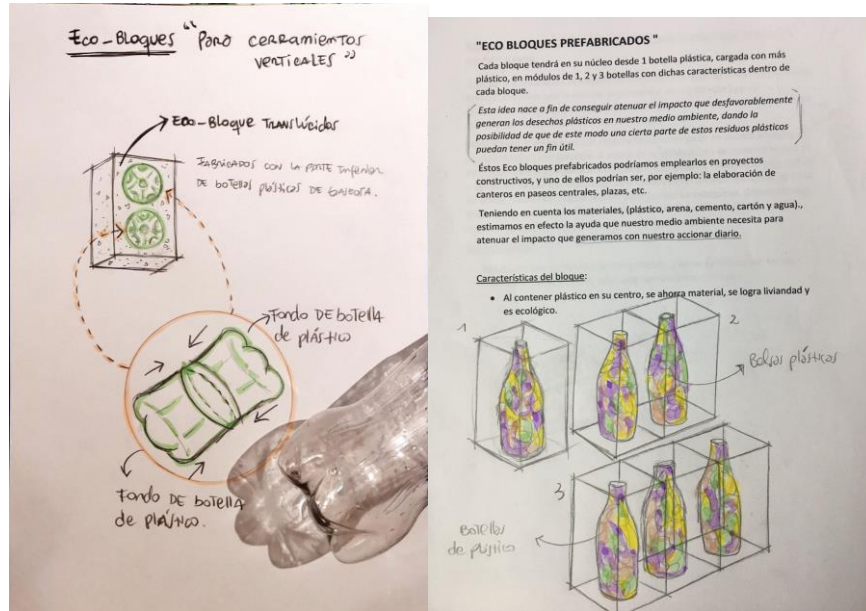 Eco-Bloques "Para cerramientos
verticales"
Eco-Bloque Translúcidos
Fabricados con la parte inferior
de botellas plásticas de gaseosa.
Fondo de botella
de plástico
Fondo de botella
de plástico.
"ECO BLOQUES PREFABRICADOS "
Cada bloque tendrá en su núcleo desde 1 botella plástica, cargada con más
plástico, en módulos de 1, 2 y 3 botellas con dichas características dentro de
cada bloque.
Esta idea nace a fin de conseguir atenuar el impacto que desfavorablemente
generan los desechos plásticos en nuestro medio ambiente, dando la
posibilidad de que de este modo una cierta parte de estos residuos plásticos
puedan tener un fin útil.
Éstos Eco bloques prefabricados podríamos emplearlos en proyectos
constructivos, y uno de ellos podrían ser, por ejemplo: la elaboración de
canteros en paseos centrales, plazas, etc.
Teniendo en cuenta los materiales, (plástico, arena, cemento, cartón y agua).,
estimamos en efecto la ayuda que nuestro medio ambiente necesita para
atenuar el impacto que generamos con nuestro accionar diario.
Características del bloque:
• Al contener plástico en su centro, se ahorra material, se logra liviandad y
es ecológico.
1
2
Bolsas plásticas
3
Botellas
de plástico